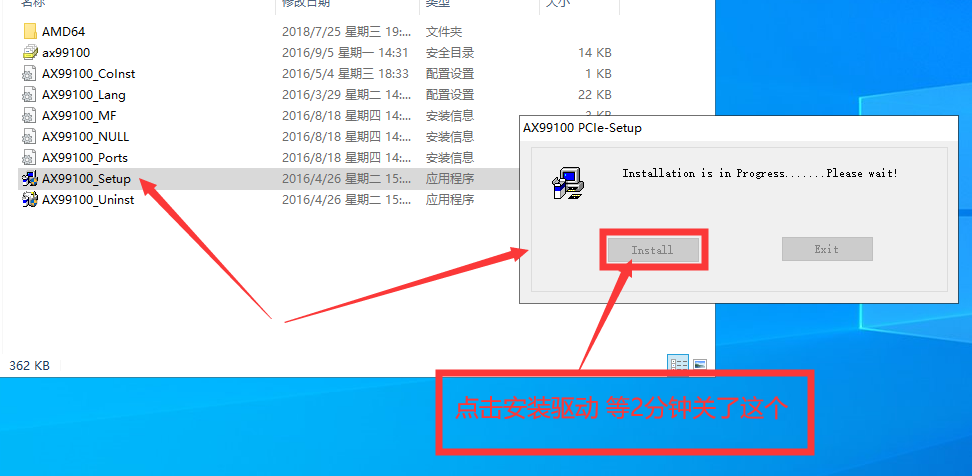 名称 修改日期 类型 大小
AMD64 2018/7/25 星期三 19:... 文件夹
ax99100 2016/9/5 星期一 14:31 安全目录 14 KB
AX99100_CoInst 2016/5/4 星期三 18:33 配置设置 1 KB
AX99100_Lang 2016/3/29 星期二 14:... 配置设置 22 KB
AX99100_MF 2016/8/18 星期四 14:... 安装信息
AX99100_NULL 2016/8/18 星期四 14:... 安装信息
AX99100_Ports 2016/8/18 星期四 14:... 安装信息
AX99100_Setup 2016/4/26 星期二 15:... 应用程序
AX99100_Uninst 2016/4/26 星期二 15:... 应用程序
AX99100 PCIe-Setup
Installation is in Progress.......Please wait!
Install Exit
362 KB
点击安装驱动 等2分钟关了这个